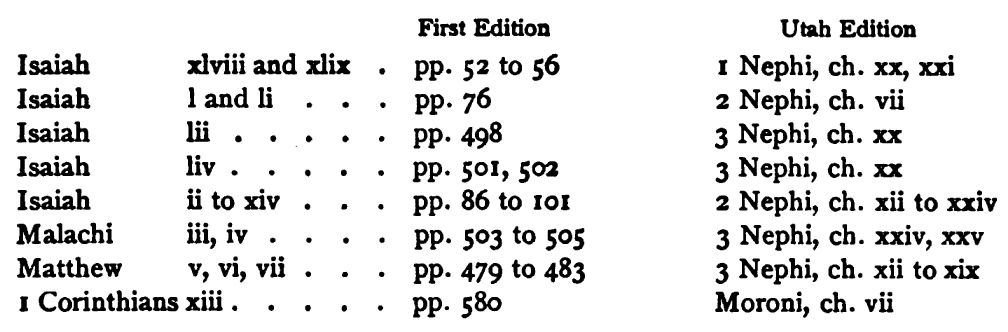 First Edition Utah Edition
Isaiah xlviii and xlix . pp. 52 to 56 1 Nephi, ch. xx, xxi
Isaiah l and li . . . pp. 76 2 Nephi, ch. vii
Isaiah lii . . . . . pp. 498 3 Nephi, ch. xx
Isaiah liv . . . . . pp. 501, 502 3 Nephi, ch. xx
Isaiah ii to xiv . . . pp. 86 to 101 2 Nephi, ch. xii to xxiv
Malachi iii, iv . . . . pp. 503 to 505 3 Nephi, ch. xxiv, xxv
Matthew v, vi, vii . . . pp. 479 to 483 3 Nephi, ch. xii to xix
1 Corinthians xiii . . . . . pp. 580 Moroni, ch. vii